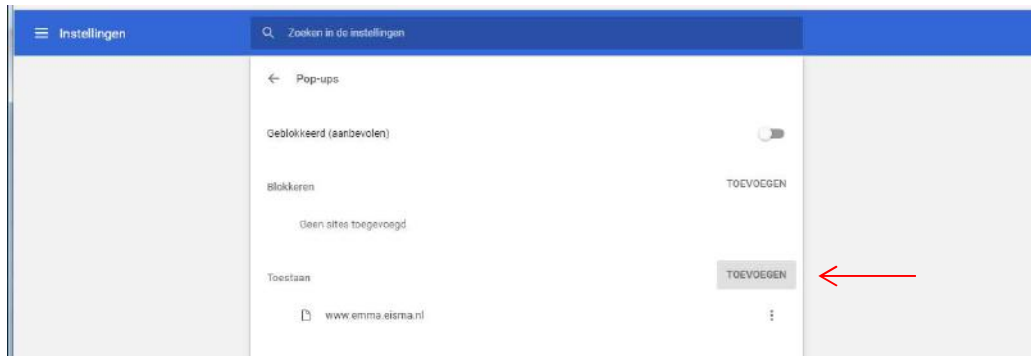 Instellingen
Zoeken in de instellingen
Pop-ups
Geblokkeerd (aanbevolen)
Blokkeren
TOEVOEGEN
Geen sites toegevoegd
Toestaan
TOEVOEGEN
www.emma.eisma.nl